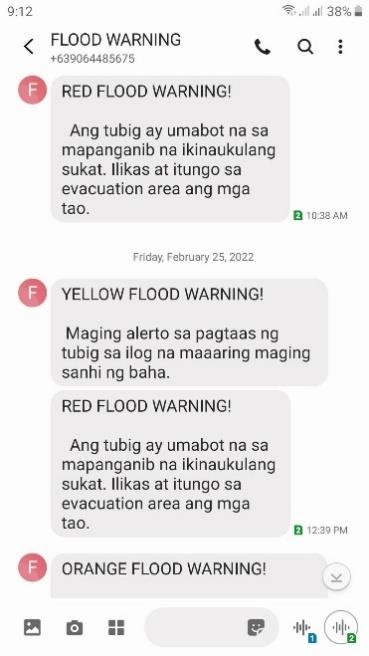 9:12
38%
FLOOD WARNING
+639064485675
F
RED FLOOD WARNING!
Ang tubig ay umabot na sa
mapanganib na ikinaukulang
sukat. Ilikas at itungo sa
evacuation area ang mga
tao.
2 10:38 AM
Friday, February 25, 2022
F
YELLOW FLOOD WARNING!
Maging alerto sa pagtaas ng
tubig sa ilog na maaaring maging
sanhi ng baha.
RED FLOOD WARNING!
Ang tubig ay umabot na sa
mapanganib na ikinaukulang
sukat. Ilikas at itungo sa
evacuation area ang mga
tao.
2 12:39 PM
F
ORANGE FLOOD WARNING!
1
2